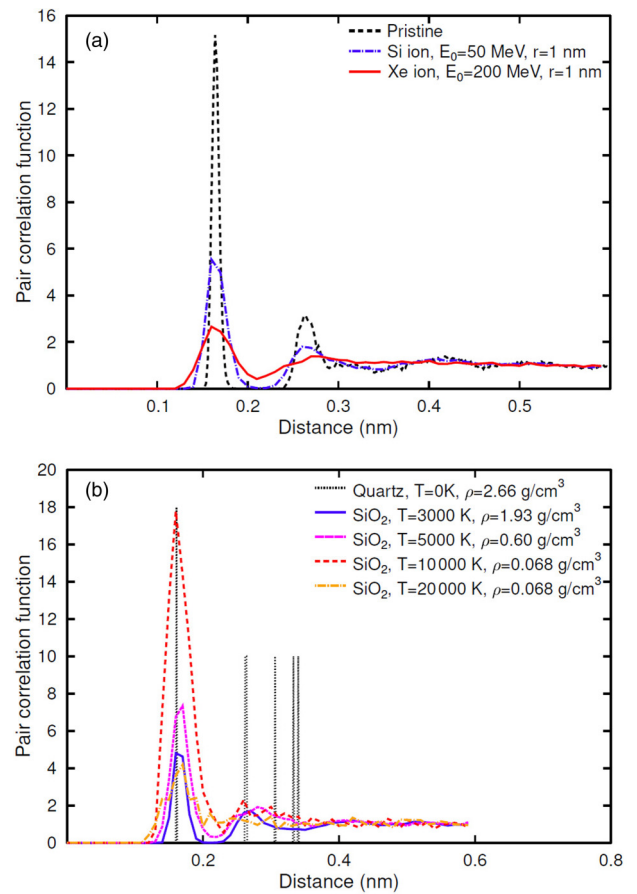 (a)
Pristine
Si ion, E₀=50 MeV, r=1 nm
Xe ion, E₀=200 MeV, r=1 nm
Pair correlation function
16
14
12
10
8
6
4
2
0
0.1 0.2 0.3 0.4 0.5
Distance (nm)
(b)
Quartz, T=0K, ρ=2.66 g/cm³
SiO₂, T=3000 K, ρ=1.93 g/cm³
SiO₂, T=5000 K, ρ=0.60 g/cm³
SiO₂, T=10 000 K, ρ=0.068 g/cm³
SiO₂, T=20 000 K, ρ=0.068 g/cm³
Pair correlation function
20
18
16
14
12
10
8
6
4
2
0
0.2 0.4 0.6 0.8
Distance (nm)